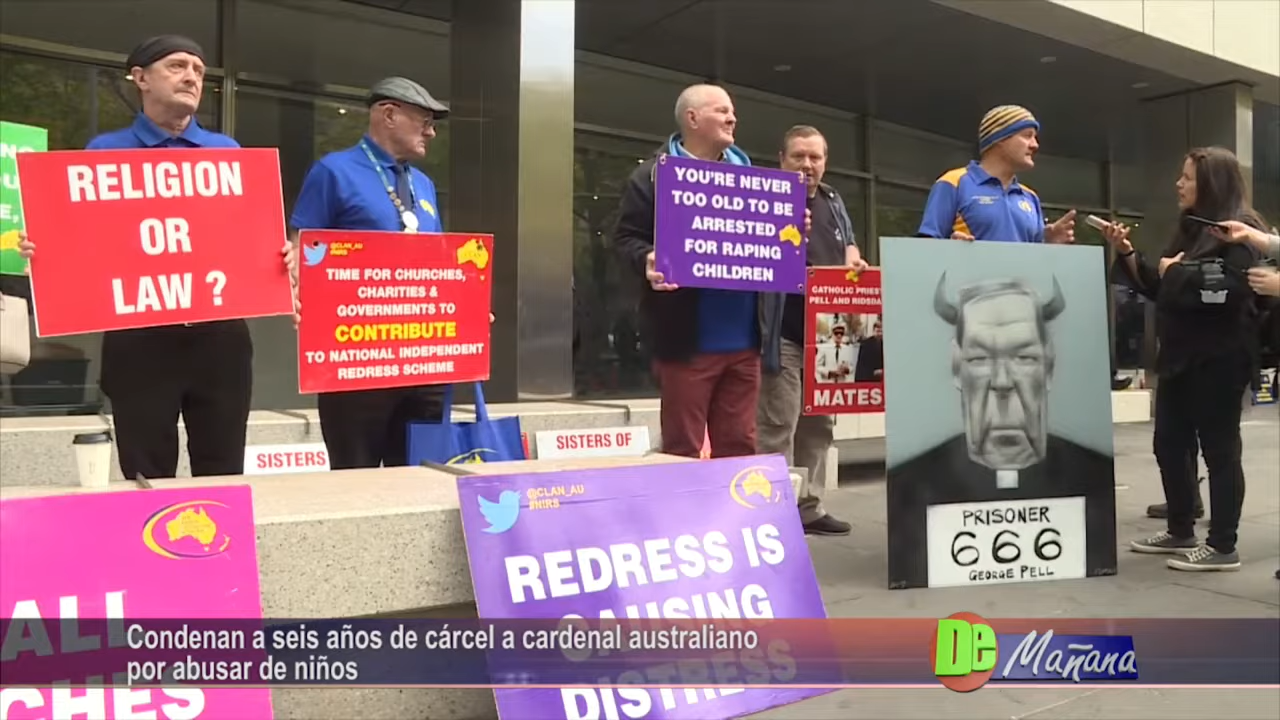 RELIGION
OR
LAW ?
@CLAN_AU
#NIRS
TIME FOR CHURCHES,
CHARITIES &
GOVERNMENTS TO
CONTRIBUTE
TO NATIONAL INDEPENDENT
REDRESS SCHEME
YOU'RE NEVER
TOO OLD TO BE
ARRESTED
FOR RAPING
CHILDREN
CATHOLIC PRIEST
PELL AND
MATES
PRISONER
666
GEORGE PELL
SISTERS
SISTERS OF
@CLAN_AU
#NIRS
REDRESS IS
CAUSING
DISTRESS
ALL
Condenan a seis años de cárcel a cardenal australiano
por abusar de niños
De Mañana